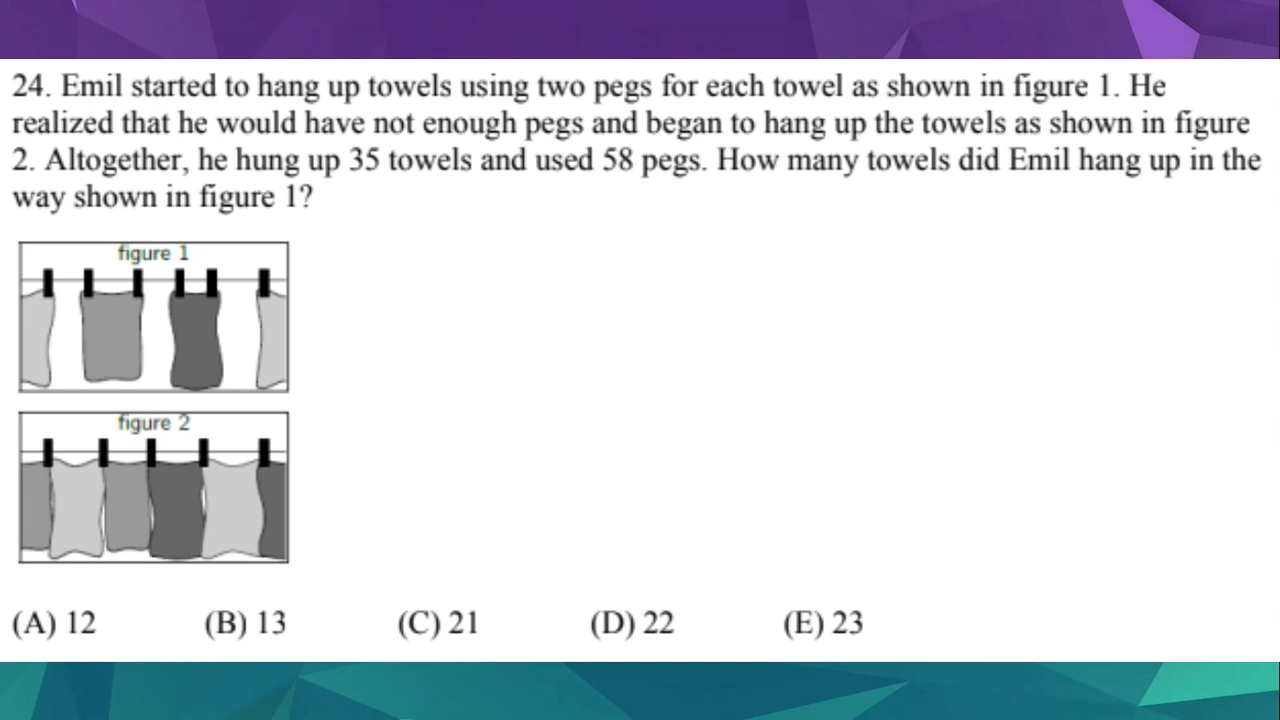 24. Emil started to hang up towels using two pegs for each towel as shown in figure 1. He
realized that he would have not enough pegs and began to hang up the towels as shown in figure
2. Altogether, he hung up 35 towels and used 58 pegs. How many towels did Emil hang up in the
way shown in figure 1?
figure 1
figure 2
(A) 12 (B) 13 (C) 21 (D) 22 (E) 23